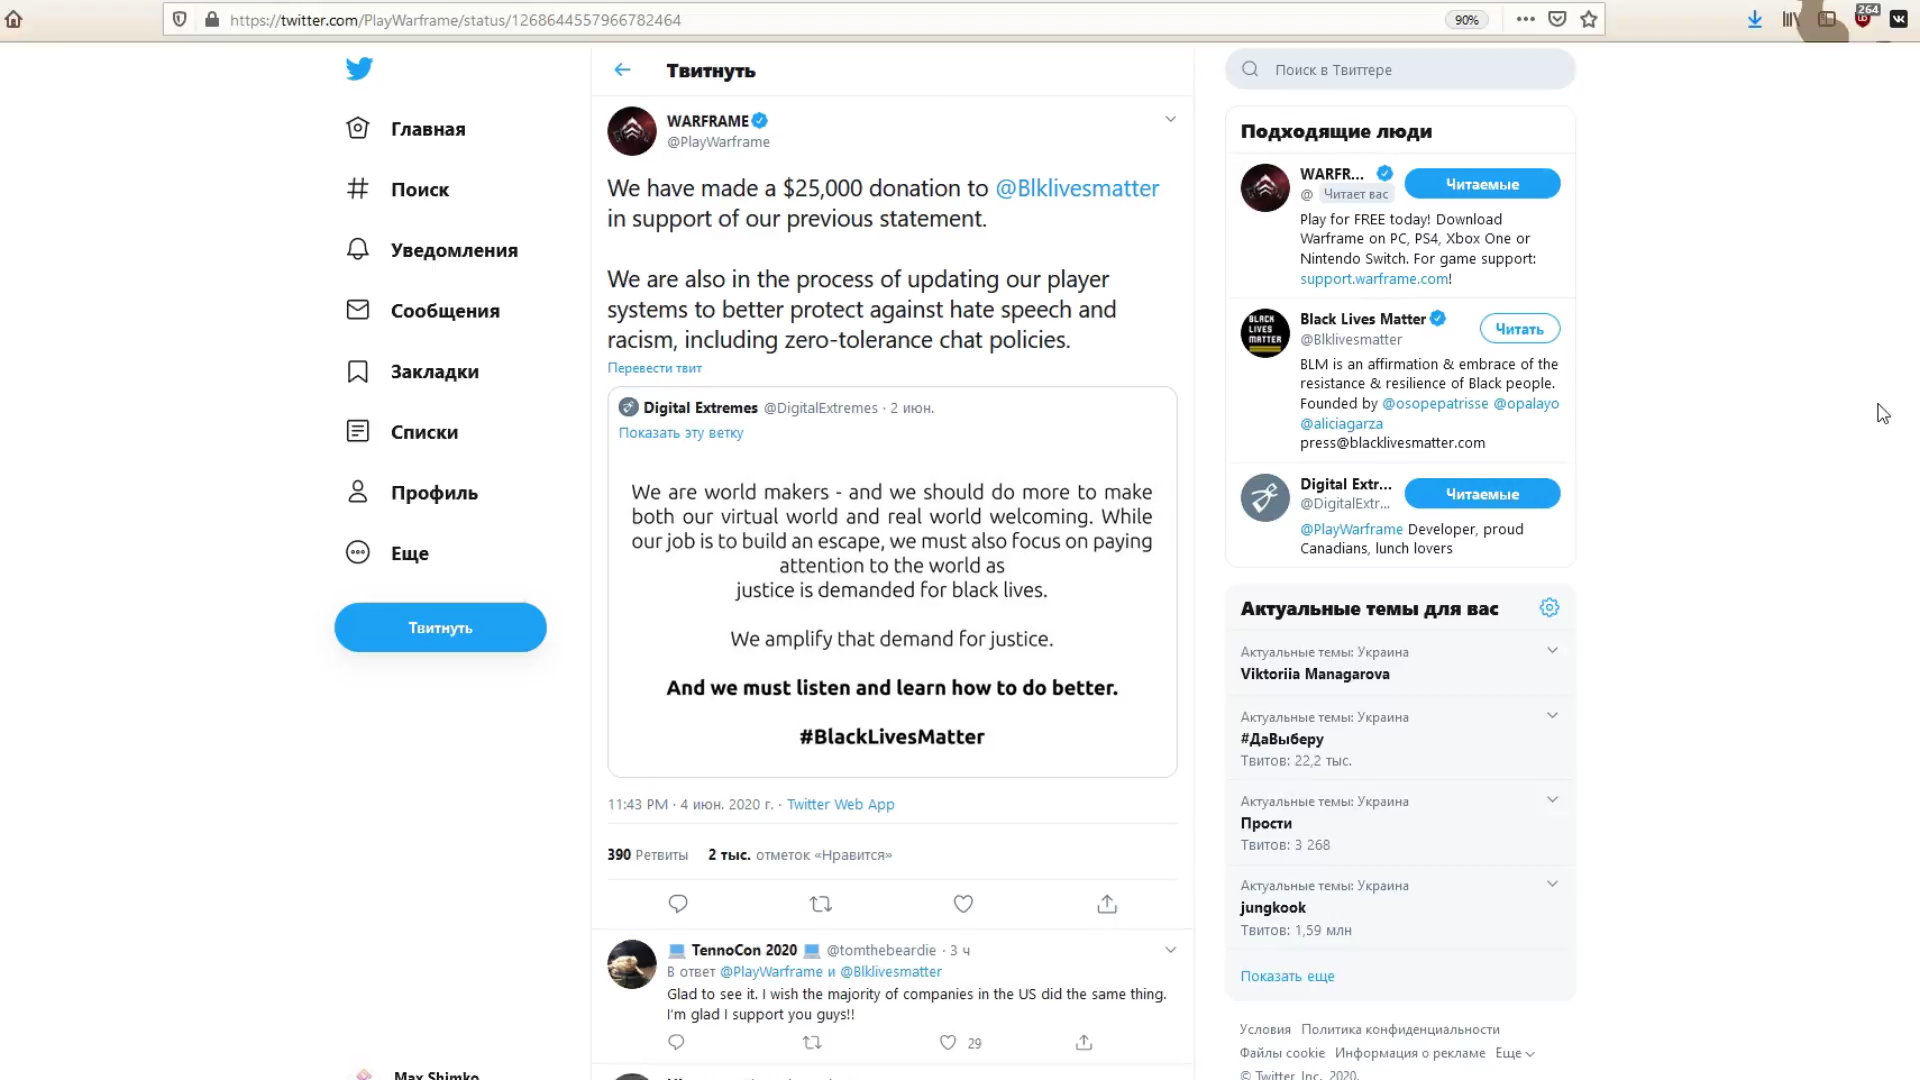 https://twitter.com/PlayWarframe/status/1268644557966782464
90%
264
Твитнуть
Поиск в Твиттере
Главная
Поиск
Уведомления
Сообщения
Закладки
Списки
Профиль
Еще
Твитнуть
Max Shimko
WARFRAME
@PlayWarframe
We have made a $25,000 donation to @Blklivesmatter
in support of our previous statement.
We are also in the process of updating our player
systems to better protect against hate speech and
racism, including zero-tolerance chat policies.
Перевести твит
Digital Extremes @DigitalExtremes · 2 июн.
Показать эту ветку
We are world makers - and we should do more to make
both our virtual world and real world welcoming. While
our job is to build an escape, we must also focus on paying
attention to the world as
justice is demanded for black lives.
We amplify that demand for justice.
And we must listen and learn how to do better.
#BlackLivesMatter
11:43 PM · 4 июн. 2020 г. · Twitter Web App
390 Ретвиты 2 тыс. отметок «Нравится»
TennoCon 2020 @tomthebeardie · 3 ч
В ответ @PlayWarframe и @Blklivesmatter
Glad to see it. I wish the majority of companies in the US did the same thing.
I'm glad I support you guys!!
29
Подходящие люди
WARFR...
@ Читает вас
Читаемые
Play for FREE today! Download
Warframe on PC, PS4, Xbox One or
Nintendo Switch. For game support:
support.warframe.com!
BLACK
LIVES
MATTER
Black Lives Matter
@Blklivesmatter
Читать
BLM is an affirmation & embrace of the
resistance & resilience of Black people.
Founded by @osopepatrisse @opalayo
@aliciagarza
press@blacklivesmatter.com
Digital Extr...
@DigitalExtr...
Читаемые
@PlayWarframe Developer, proud
Canadians, lunch lovers
Актуальные темы для вас
Актуальные темы: Украина
Viktoriia Managarova
Актуальные темы: Украина
#ДаВыберу
Твитов: 22,2 тыс.
Актуальные темы: Украина
Прости
Твитов: 3 268
Актуальные темы: Украина
jungkook
Твитов: 1,59 млн
Показать еще
Условия Политика конфиденциальности
Файлы cookie Информация о рекламе Еще
© Twitter, Inc., 2020.